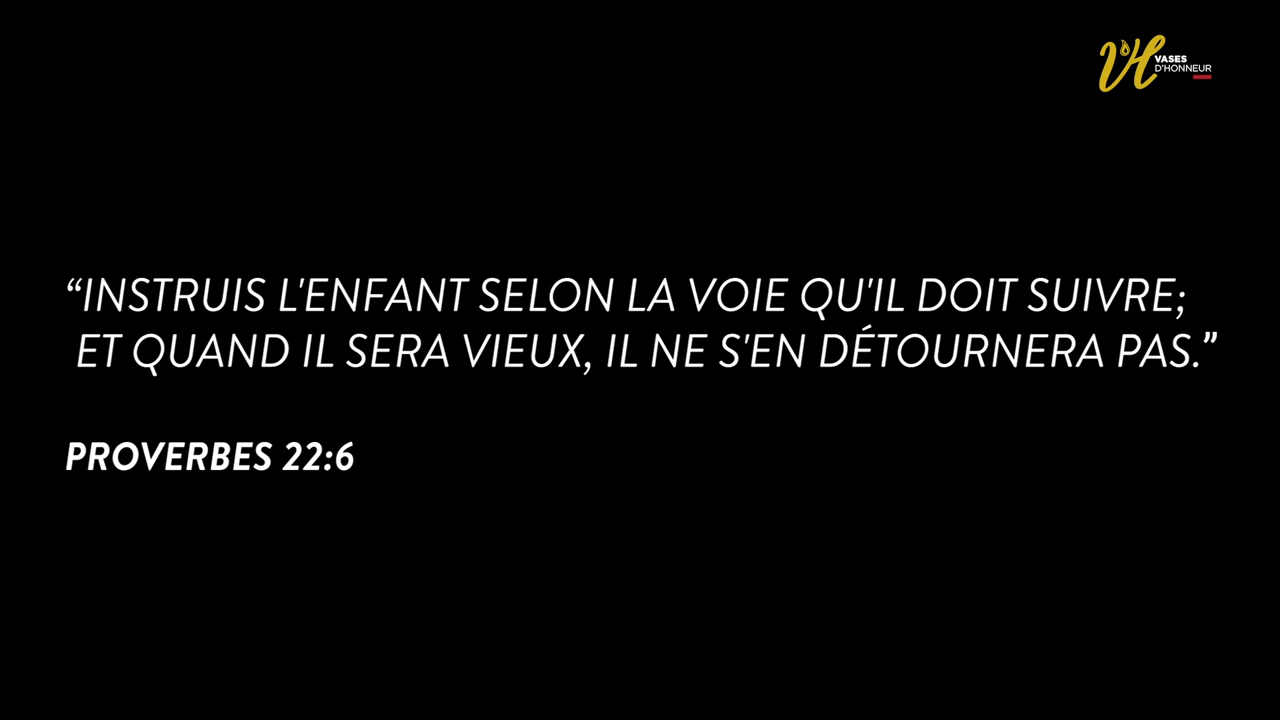 VH VASES
D'HONNEUR
“INSTRUIS L'ENFANT SELON LA VOIE QU'IL DOIT SUIVRE;
ET QUAND IL SERA VIEUX, IL NE S'EN DÉTOURNERA PAS.”
PROVERBES 22:6